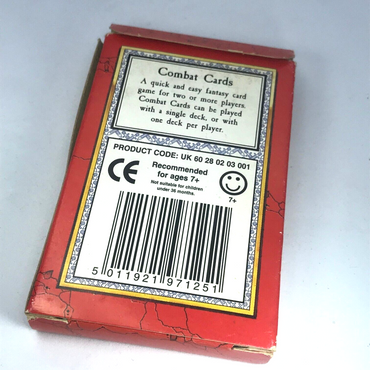 Combat Cards
A quick and easy fantasy card
game for two or more players.
Combat Cards can be played
with a single deck, or with
one deck per player.
PRODUCT CODE: UK 60 28 02 03 001
CE
Recommended
for ages 7+
Not suitable for children
under 36 months.
7+
5 011921 971251